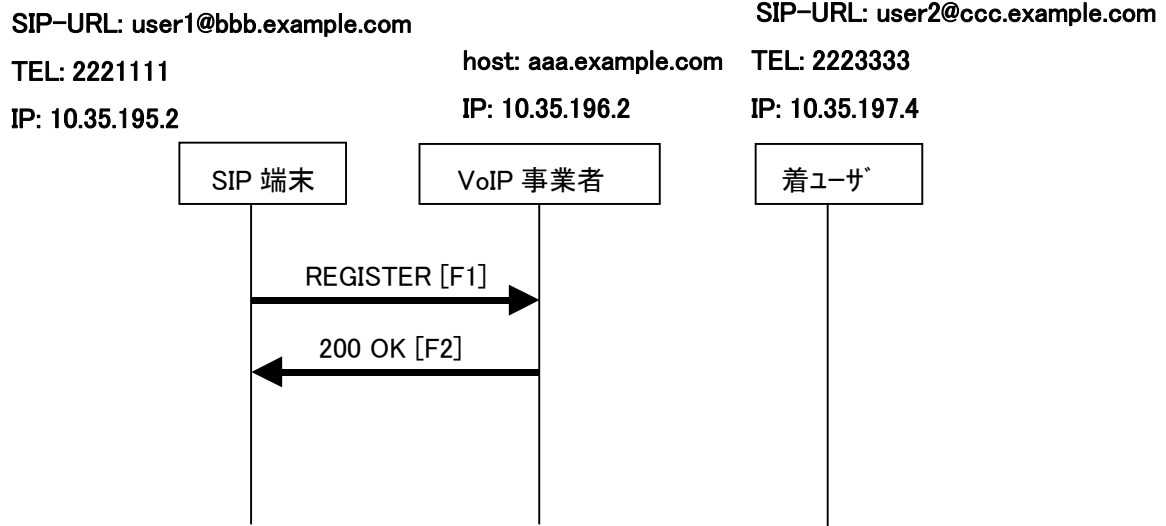 SIP-URL: user1@bbb.example.com
TEL: 2221111
IP: 10.35.195.2
host: aaa.example.com
IP: 10.35.196.2
SIP-URL: user2@ccc.example.com
TEL: 2223333
IP: 10.35.197.4
SIP 端末
VoIP 事業者
着ユーザ
REGISTER [F1]
200 OK [F2]